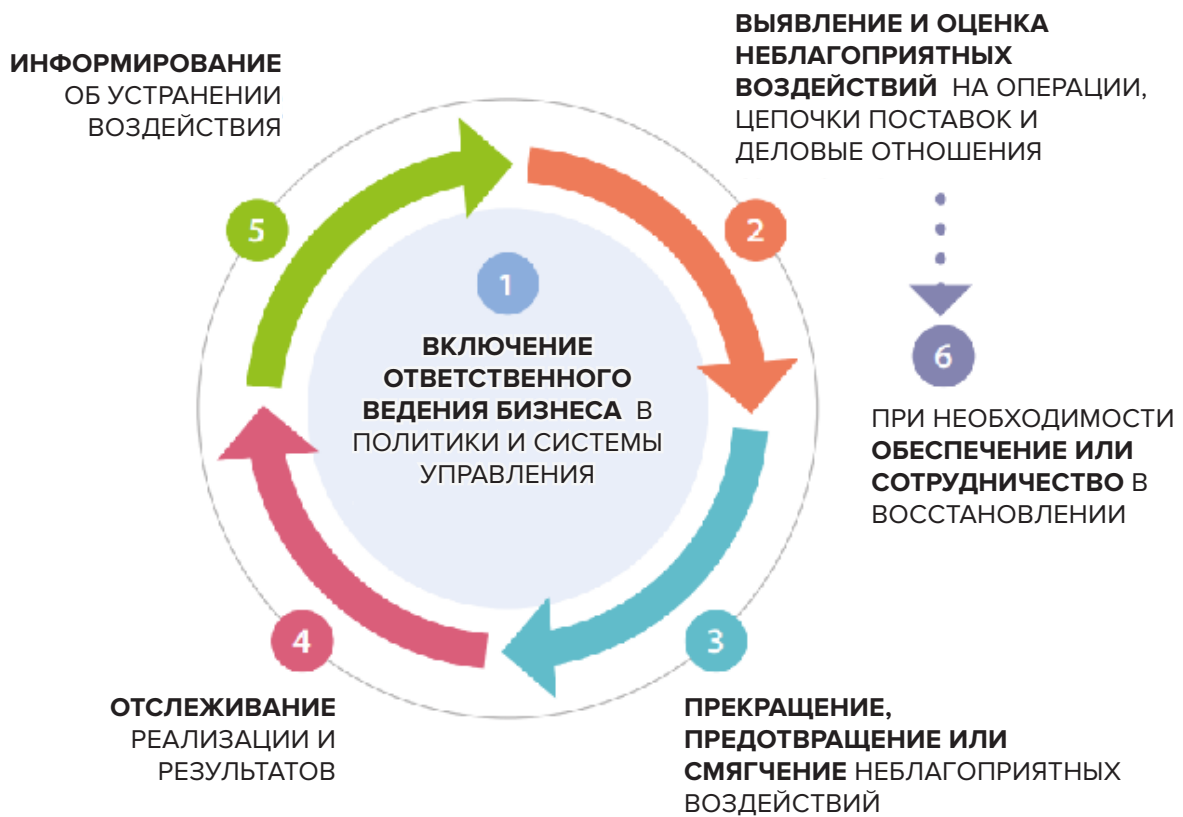 ИНФОРМИРОВАНИЕ
ОБ УСТРАНЕНИИ
ВОЗДЕЙСТВИЯ
5
1
ВКЛЮЧЕНИЕ
ОТВЕТСТВЕННОГО
ВЕДЕНИЯ БИЗНЕСА В
ПОЛИТИКИ И СИСТЕМЫ
УПРАВЛЕНИЯ
ВЫЯВЛЕНИЕ И ОЦЕНКА
НЕБЛАГОПРИЯТНЫХ
ВОЗДЕЙСТВИЙ НА ОПЕРАЦИИ,
ЦЕПОЧКИ ПОСТАВОК И
ДЕЛОВЫЕ ОТНОШЕНИЯ
2
6
ПРИ НЕОБХОДИМОСТИ
ОБЕСПЕЧЕНИЕ ИЛИ
СОТРУДНИЧЕСТВО В
ВОССТАНОВЛЕНИИ
4
ОТСЛЕЖИВАНИЕ
РЕАЛИЗАЦИИ И
РЕЗУЛЬТАТОВ
3
ПРЕКРАЩЕНИЕ,
ПРЕДОТВРАЩЕНИЕ ИЛИ
СМЯГЧЕНИЕ НЕБЛАГОПРИЯТНЫХ
ВОЗДЕЙСТВИЙ